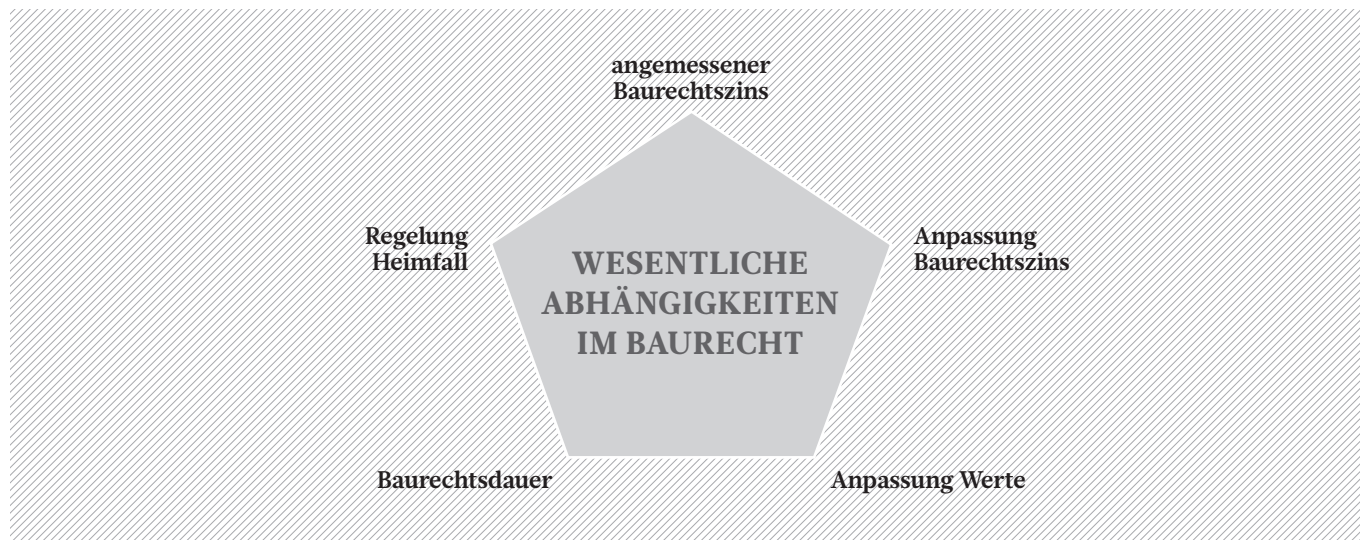 angemessener
Baurechtszins
Regelung
Heimfall
Anpassung
Baurechtszins
WESENTLICHE
ABHÄNGIGKEITEN
IM BAURECHT
Baurechtsdauer
Anpassung Werte